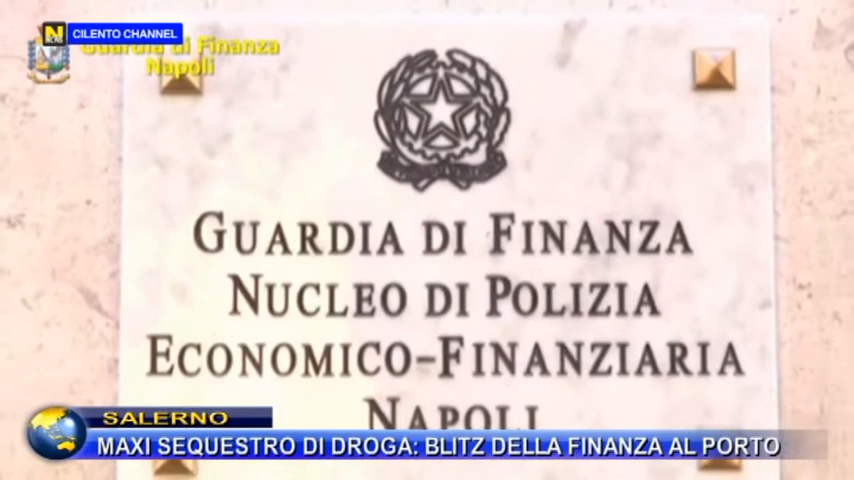 CILENTO CHANNEL
Guardia di Finanza
Napoli
GUARDIA DI FINANZA
NUCLEO DI POLIZIA
ECONOMICO-FINANZIARIA
NAPOLI
SALERNO
MAXI SEQUESTRO DI DROGA: BLITZ DELLA FINANZA AL PORTO